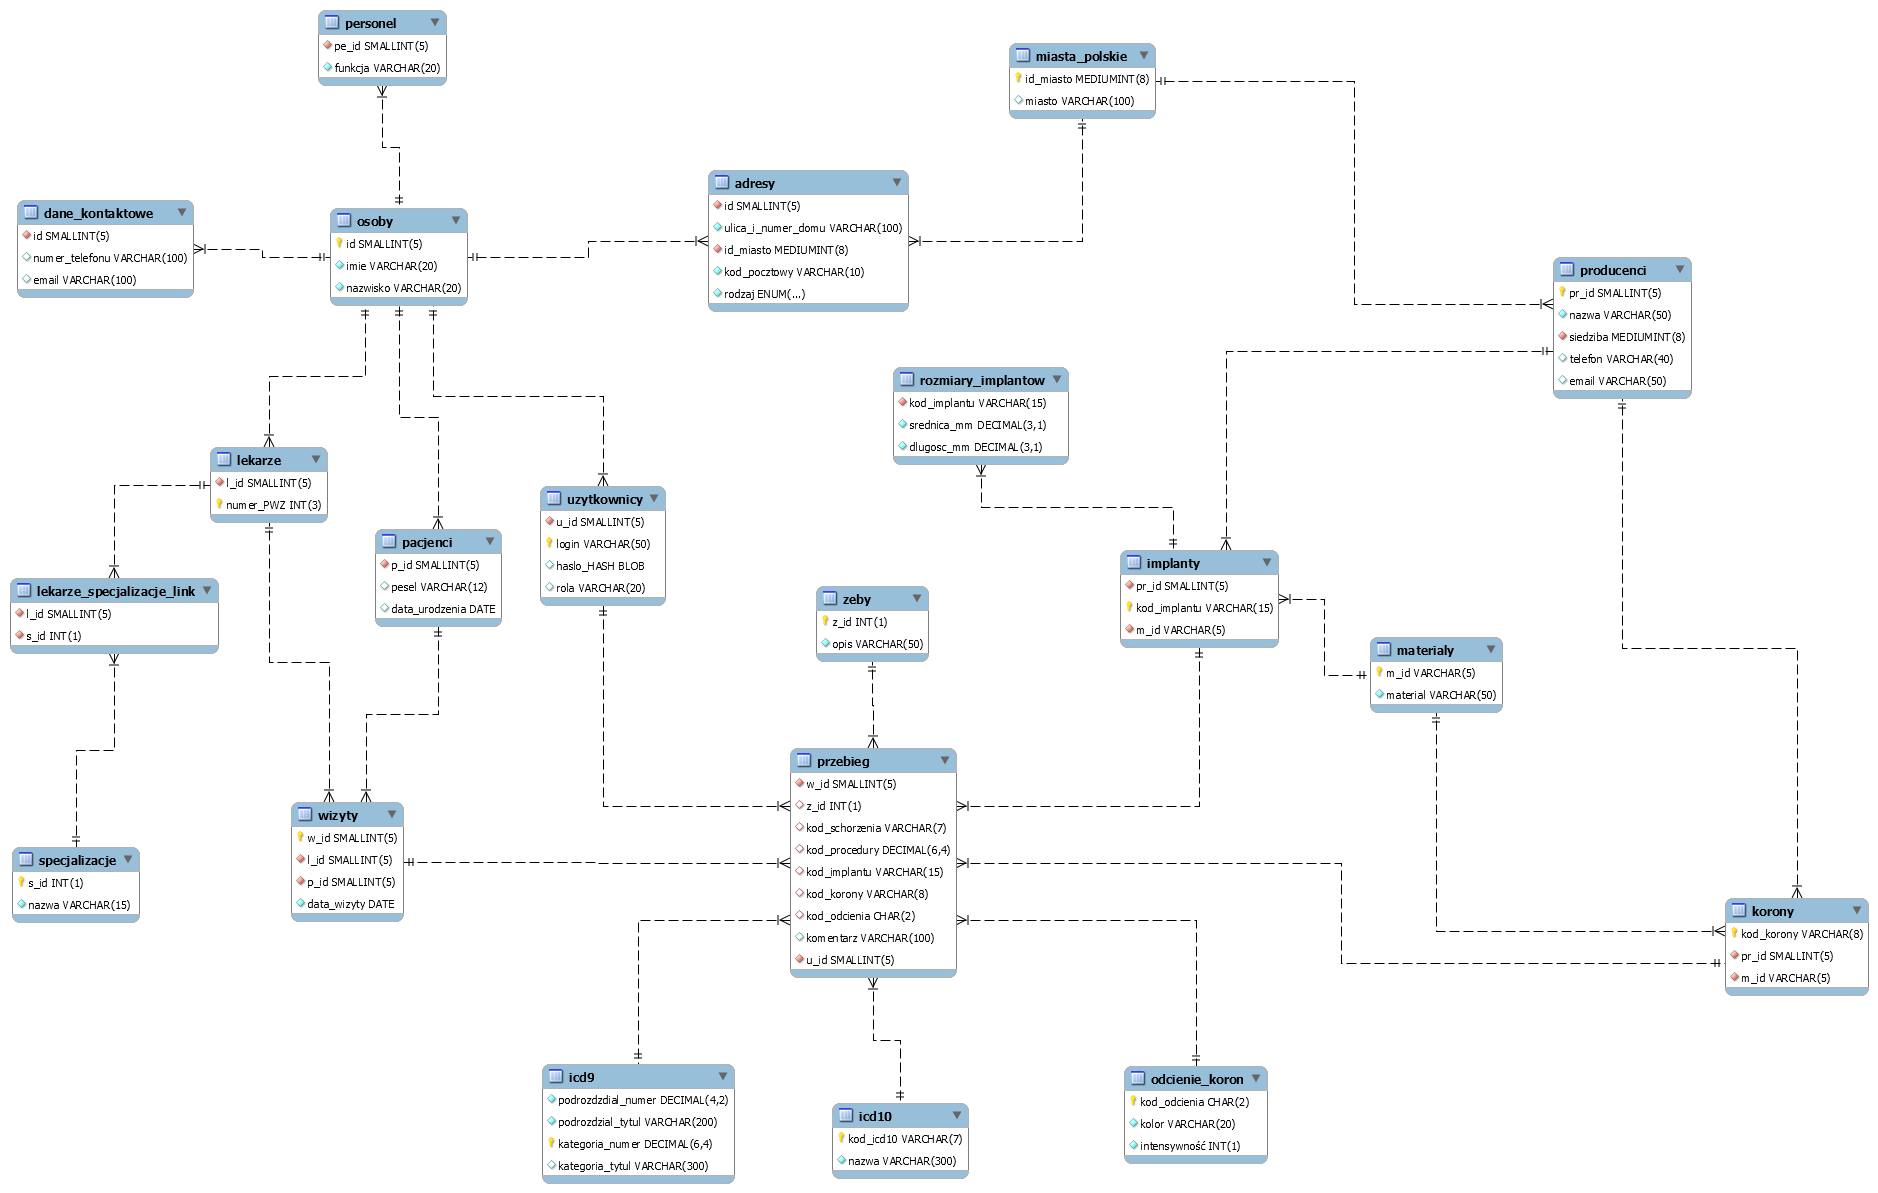 personel
pe_id SMALLINT(5)
funkcja VARCHAR(20)
miasta_polskie
id_miasto MEDIUMINT(8)
miasto VARCHAR(100)
adresy
id SMALLINT(5)
ulica_i_numer_domu VARCHAR(100)
id_miasto MEDIUMINT(8)
kod_pocztowy VARCHAR(10)
rodzaj ENUM(...)
dane_kontaktowe
id SMALLINT(5)
numer_telefonu VARCHAR(100)
email VARCHAR(100)
osoby
id SMALLINT(5)
imie VARCHAR(20)
nazwisko VARCHAR(20)
producenci
pr_id SMALLINT(5)
nazwa VARCHAR(50)
siedziba MEDIUMINT(8)
telefon VARCHAR(40)
email VARCHAR(50)
rozmiary_implantow
kod_implantu VARCHAR(15)
srednica_mm DECIMAL(3,1)
dlugosc_mm DECIMAL(3,1)
lekarze
l_id SMALLINT(5)
numer_PWZ INT(3)
uzytkownicy
u_id SMALLINT(5)
login VARCHAR(50)
haslo_HASH BLOB
rola VARCHAR(20)
pacjenci
p_id SMALLINT(5)
pesel VARCHAR(12)
data_urodzenia DATE
implanty
pr_id SMALLINT(5)
kod_implantu VARCHAR(15)
m_id VARCHAR(5)
lekarze_specjalizacje_link
l_id SMALLINT(5)
s_id INT(1)
zeby
z_id INT(1)
opis VARCHAR(50)
materialy
m_id VARCHAR(5)
material VARCHAR(50)
przebieg
w_id SMALLINT(5)
z_id INT(1)
kod_schorzenia VARCHAR(7)
kod_procedury DECIMAL(6,4)
kod_implantu VARCHAR(15)
kod_korony VARCHAR(8)
kod_odcienia CHAR(2)
komentarz VARCHAR(100)
u_id SMALLINT(5)
wizyty
w_id SMALLINT(5)
l_id SMALLINT(5)
p_id SMALLINT(5)
data_wizyty DATE
specjalizacje
s_id INT(1)
nazwa VARCHAR(15)
korony
kod_korony VARCHAR(8)
pr_id SMALLINT(5)
m_id VARCHAR(5)
icd9
podrozdzdial_numer DECIMAL(4,2)
podrozdzial_tytul VARCHAR(200)
kategoria_numer DECIMAL(6,4)
kategoria_tytul VARCHAR(300)
icd10
kod_icd10 VARCHAR(7)
nazwa VARCHAR(300)
odcienie_koron
kod_odcienia CHAR(2)
kolor VARCHAR(20)
intensywność INT(1)